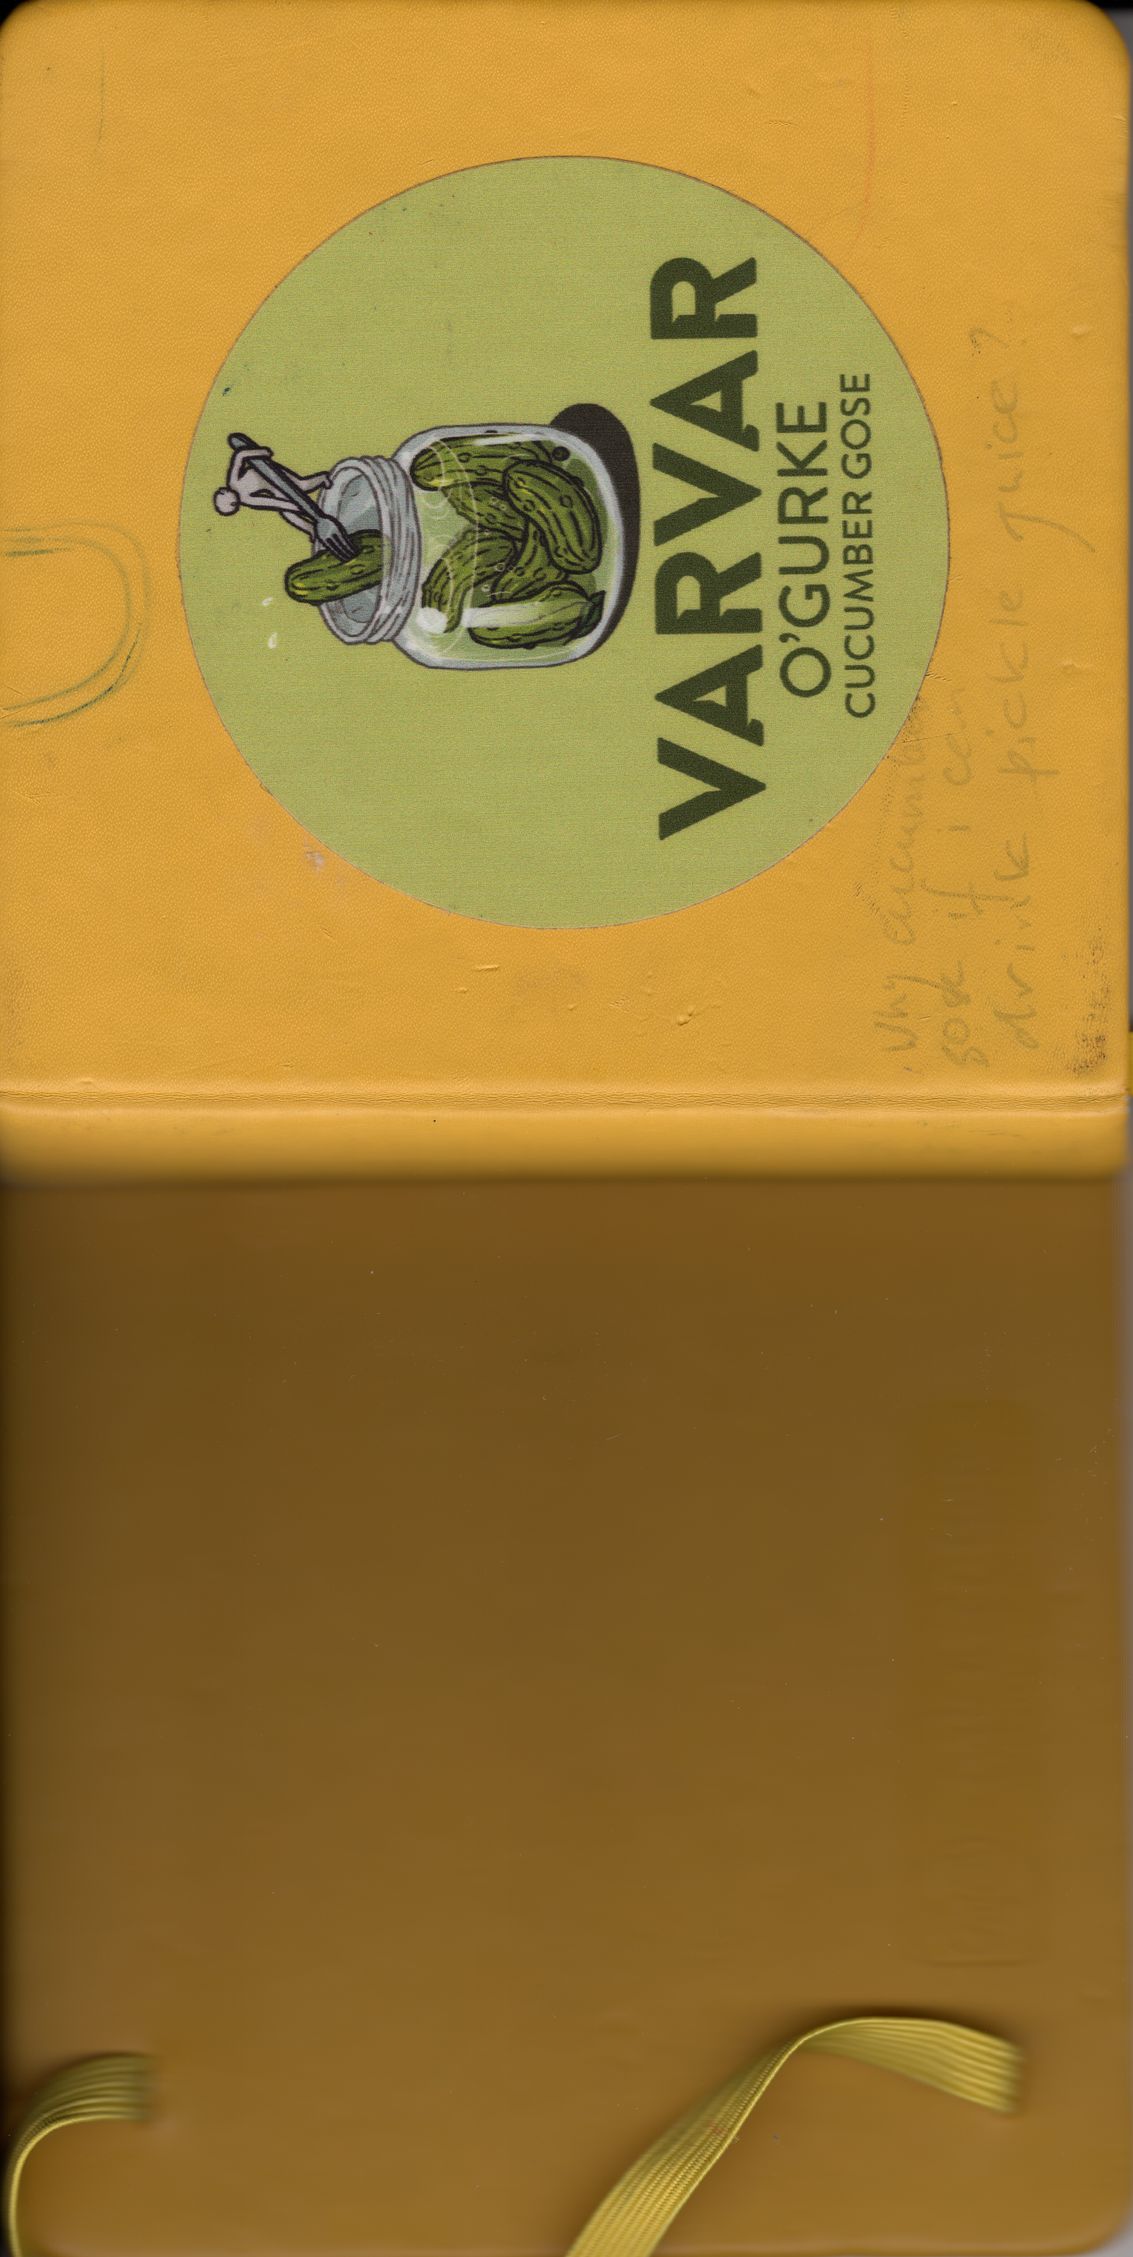 VARVAR
O'GURKE
CUCUMBER GOSE
Why cucumber
gose if i can
drink pickle juice?